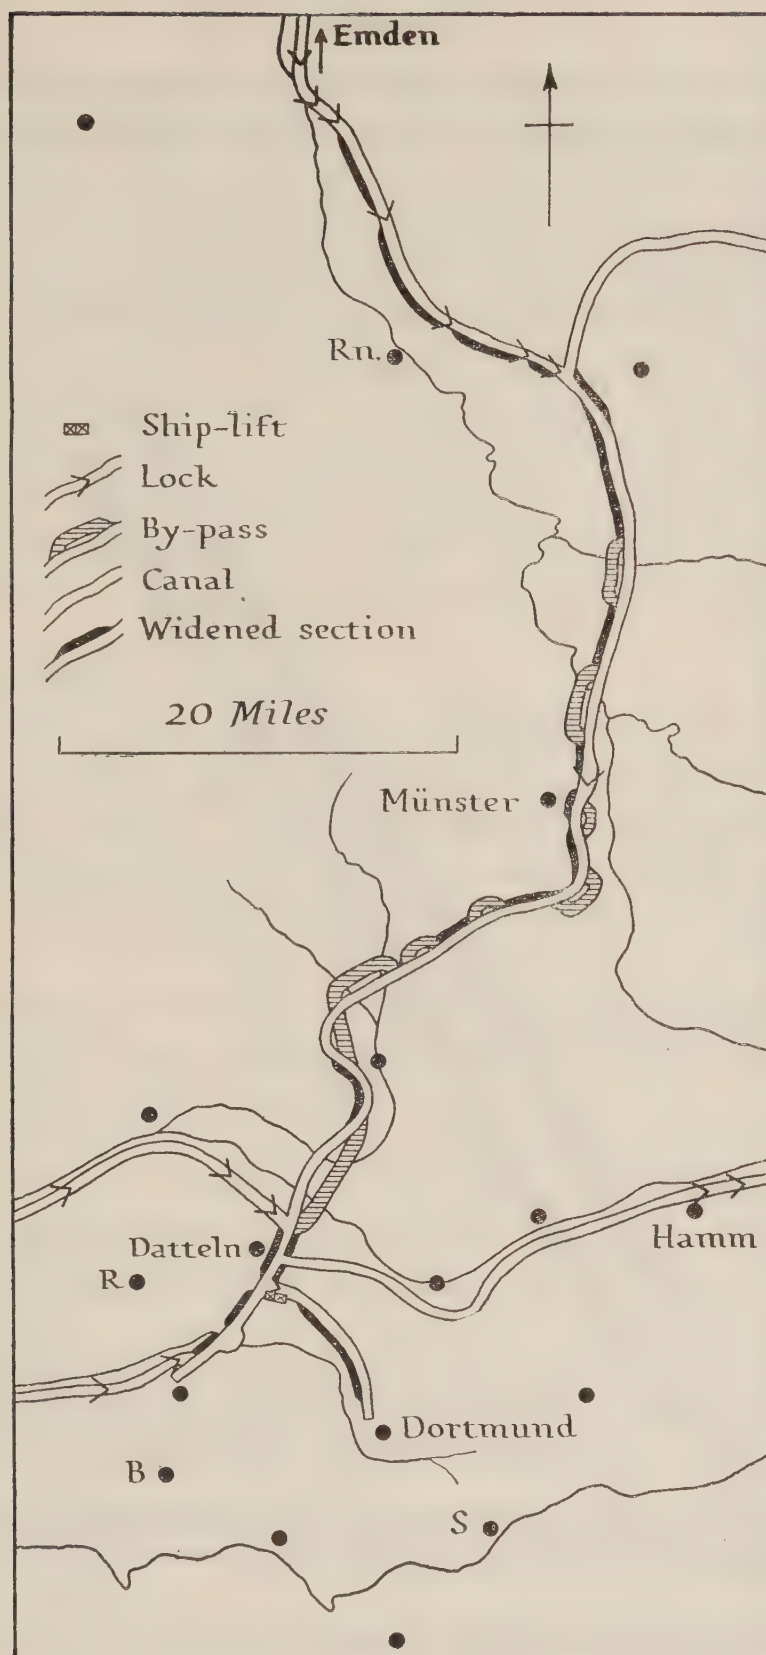 Emden
Rn.
Ship-lift
Lock
By-pass
Canal
Widened section
20 Miles
Münster
Datteln
R
Hamm
Dortmund
B
S